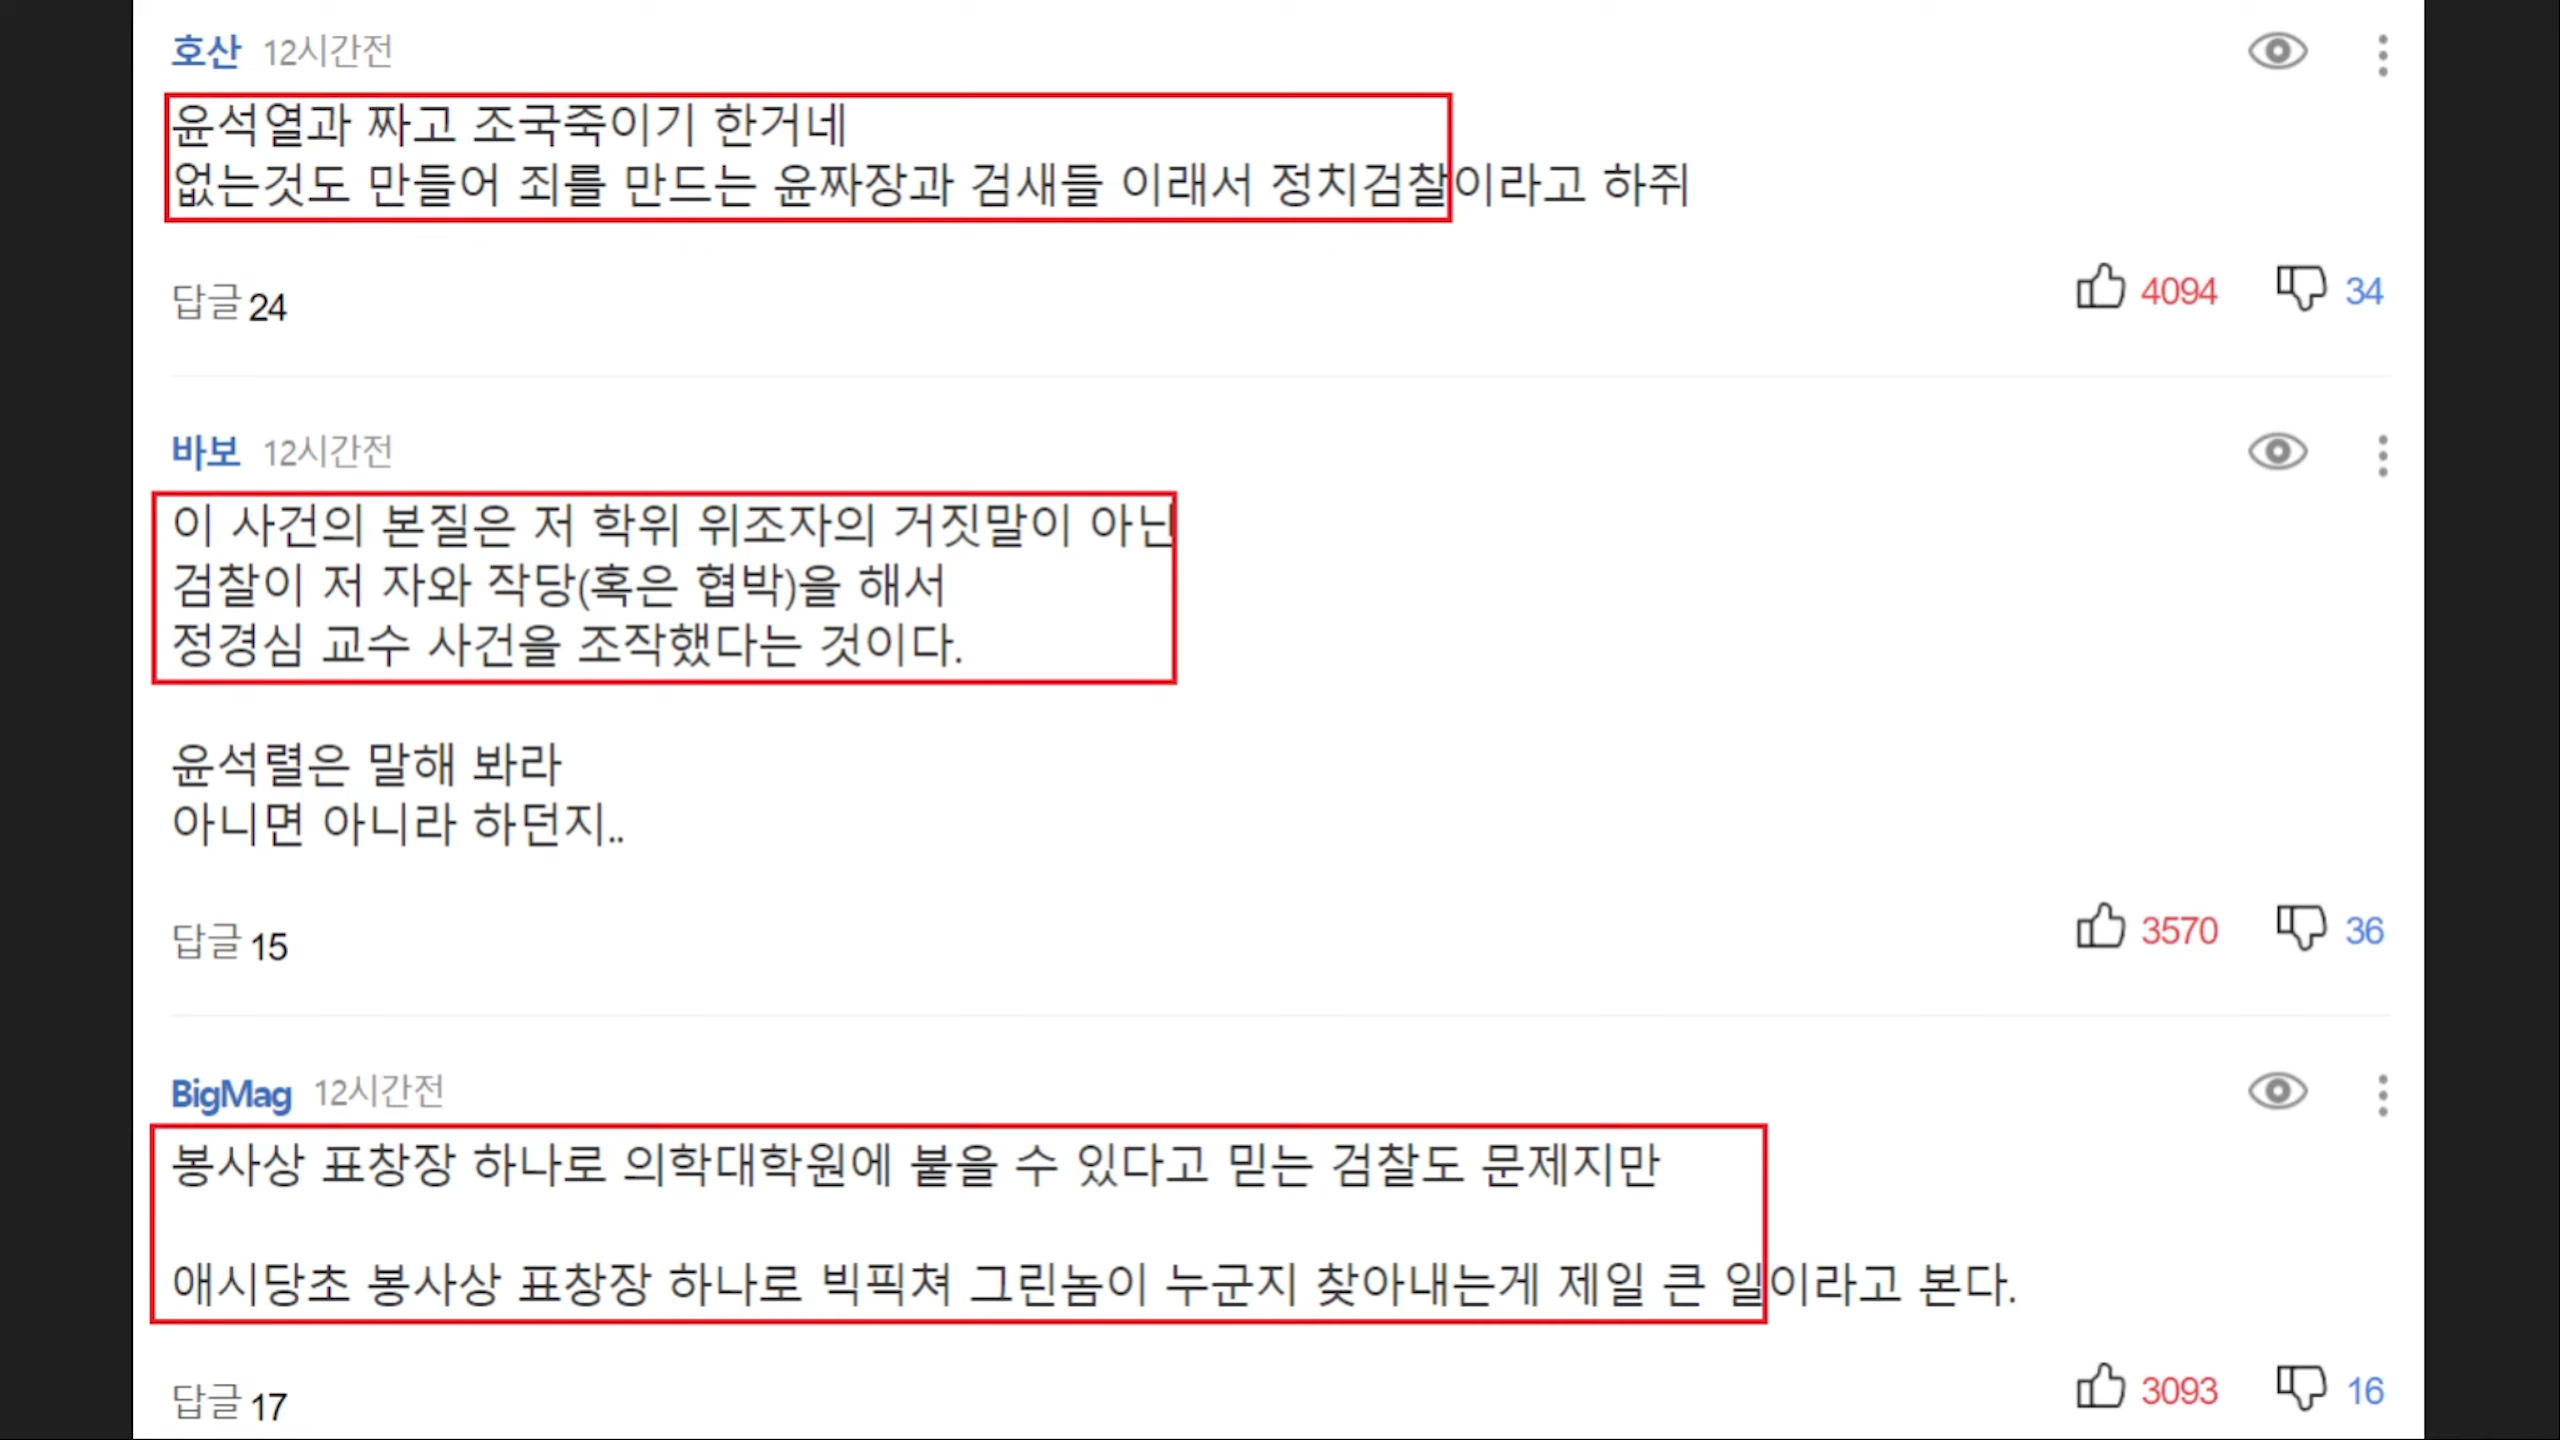 호산 12시간전
윤석열과 짜고 조국죽이기 한거네
없는것도 만들어 죄를 만드는 윤짜장과 검새들 이래서 정치검찰이라고 하쥐
답글 24 4094 34
바보 12시간전
이 사건의 본질은 저 학위 위조자의 거짓말이 아닌
검찰이 저 자와 작당(혹은 협박)을 해서
정경심 교수 사건을 조작했다는 것이다.
윤석렬은 말해 봐라
아니면 아니라 하던지..
답글 15 3570 36
BigMag 12시간전
봉사상 표창장 하나로 의학대학원에 붙을 수 있다고 믿는 검찰도 문제지만
애시당초 봉사상 표창장 하나로 빅픽쳐 그린놈이 누군지 찾아내는게 제일 큰 일이라고 본다.
답글 17 3093 16